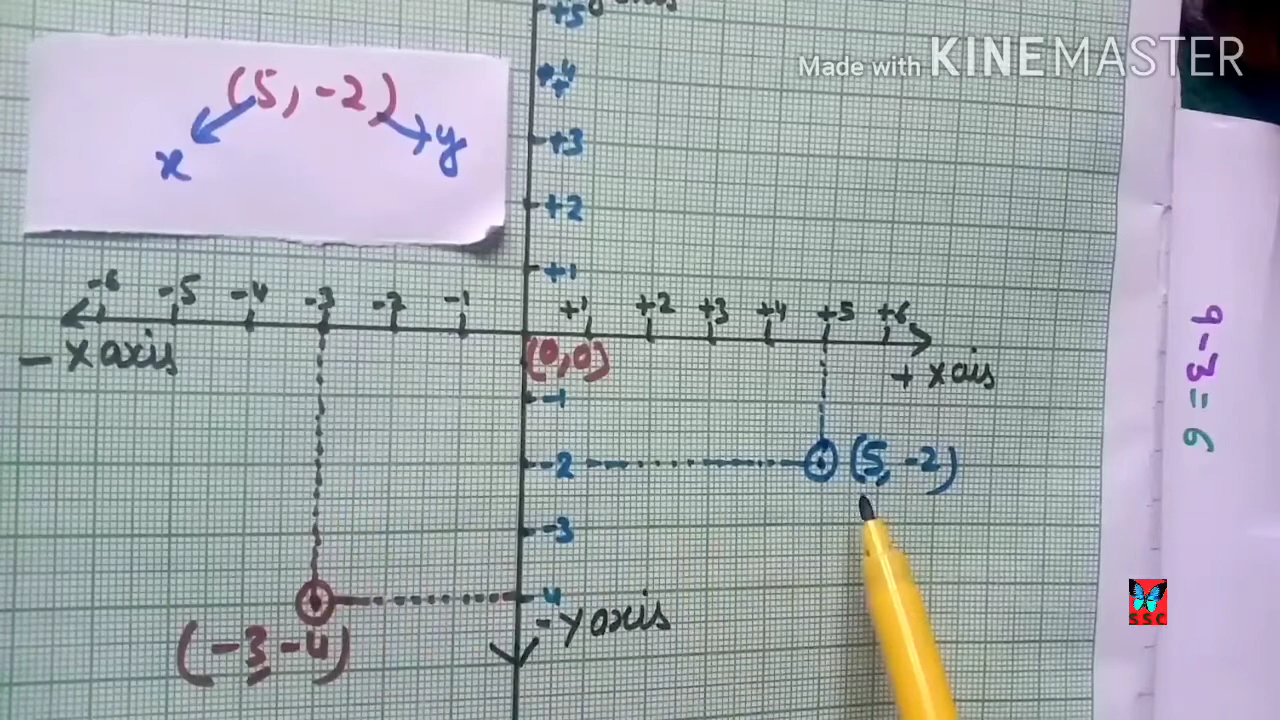 +5
Made with KINEMASTER
(5, -2)
x
y
+4
+3
+2
+1
-6 -5 -4 -3 -2 -1 +1 +2 +3 +4 +5 +6
- X axis
(0,0)
+ X ais
-1
-2
(5, -2)
-3
-4
- Y axis
(-3,-4)
9-3=6
SSC